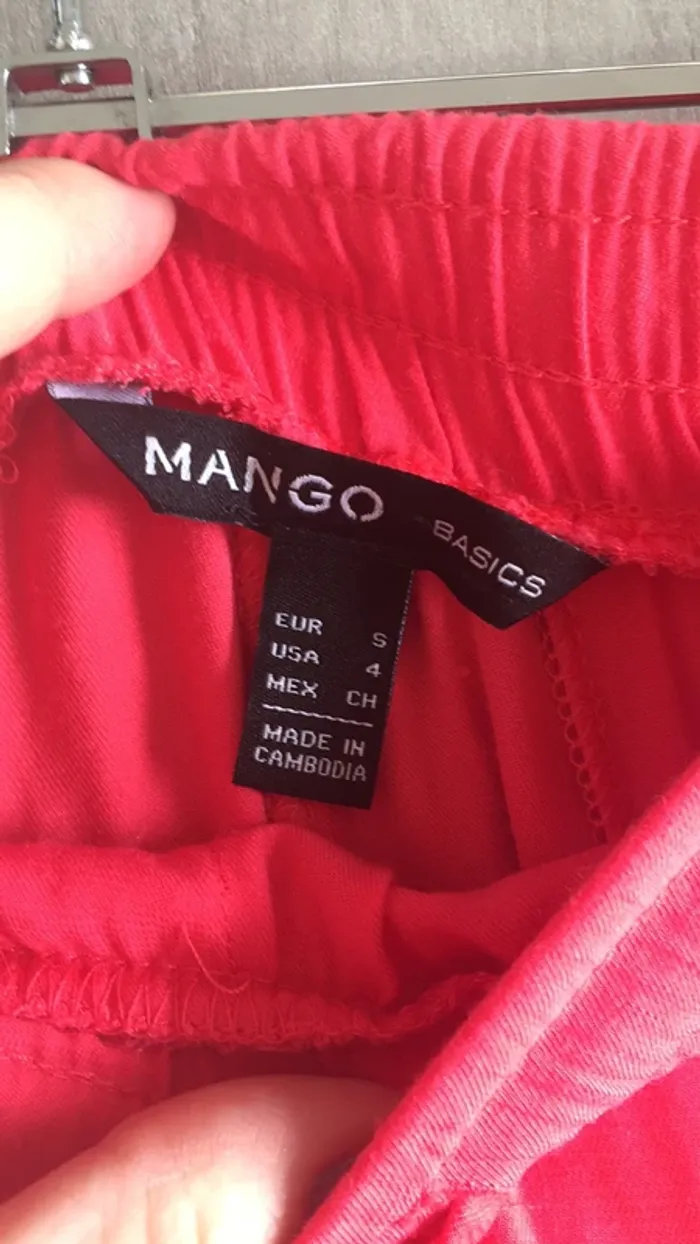 MANGO BASICS
EUR S
USA 4
MEX CH
MADE IN
CAMBODIA